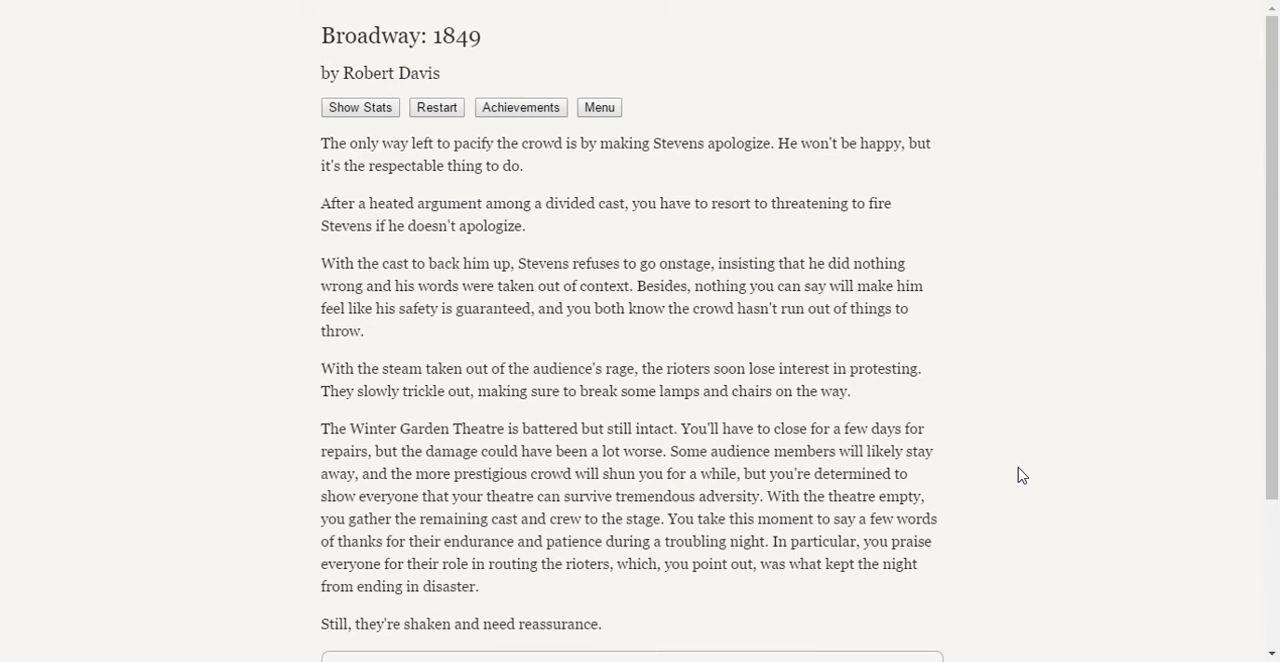 Broadway: 1849
by Robert Davis
Show Stats Restart Achievements Menu
The only way left to pacify the crowd is by making Stevens apologize. He won't be happy, but
it's the respectable thing to do.
After a heated argument among a divided cast, you have to resort to threatening to fire
Stevens if he doesn't apologize.
With the cast to back him up, Stevens refuses to go onstage, insisting that he did nothing
wrong and his words were taken out of context. Besides, nothing you can say will make him
feel like his safety is guaranteed, and you both know the crowd hasn't run out of things to
throw.
With the steam taken out of the audience's rage, the rioters soon lose interest in protesting.
They slowly trickle out, making sure to break some lamps and chairs on the way.
The Winter Garden Theatre is battered but still intact. You'll have to close for a few days for
repairs, but the damage could have been a lot worse. Some audience members will likely stay
away, and the more prestigious crowd will shun you for a while, but you're determined to
show everyone that your theatre can survive tremendous adversity. With the theatre empty,
you gather the remaining cast and crew to the stage. You take this moment to say a few words
of thanks for their endurance and patience during a troubling night. In particular, you praise
everyone for their role in routing the rioters, which, you point out, was what kept the night
from ending in disaster.
Still, they're shaken and need reassurance.